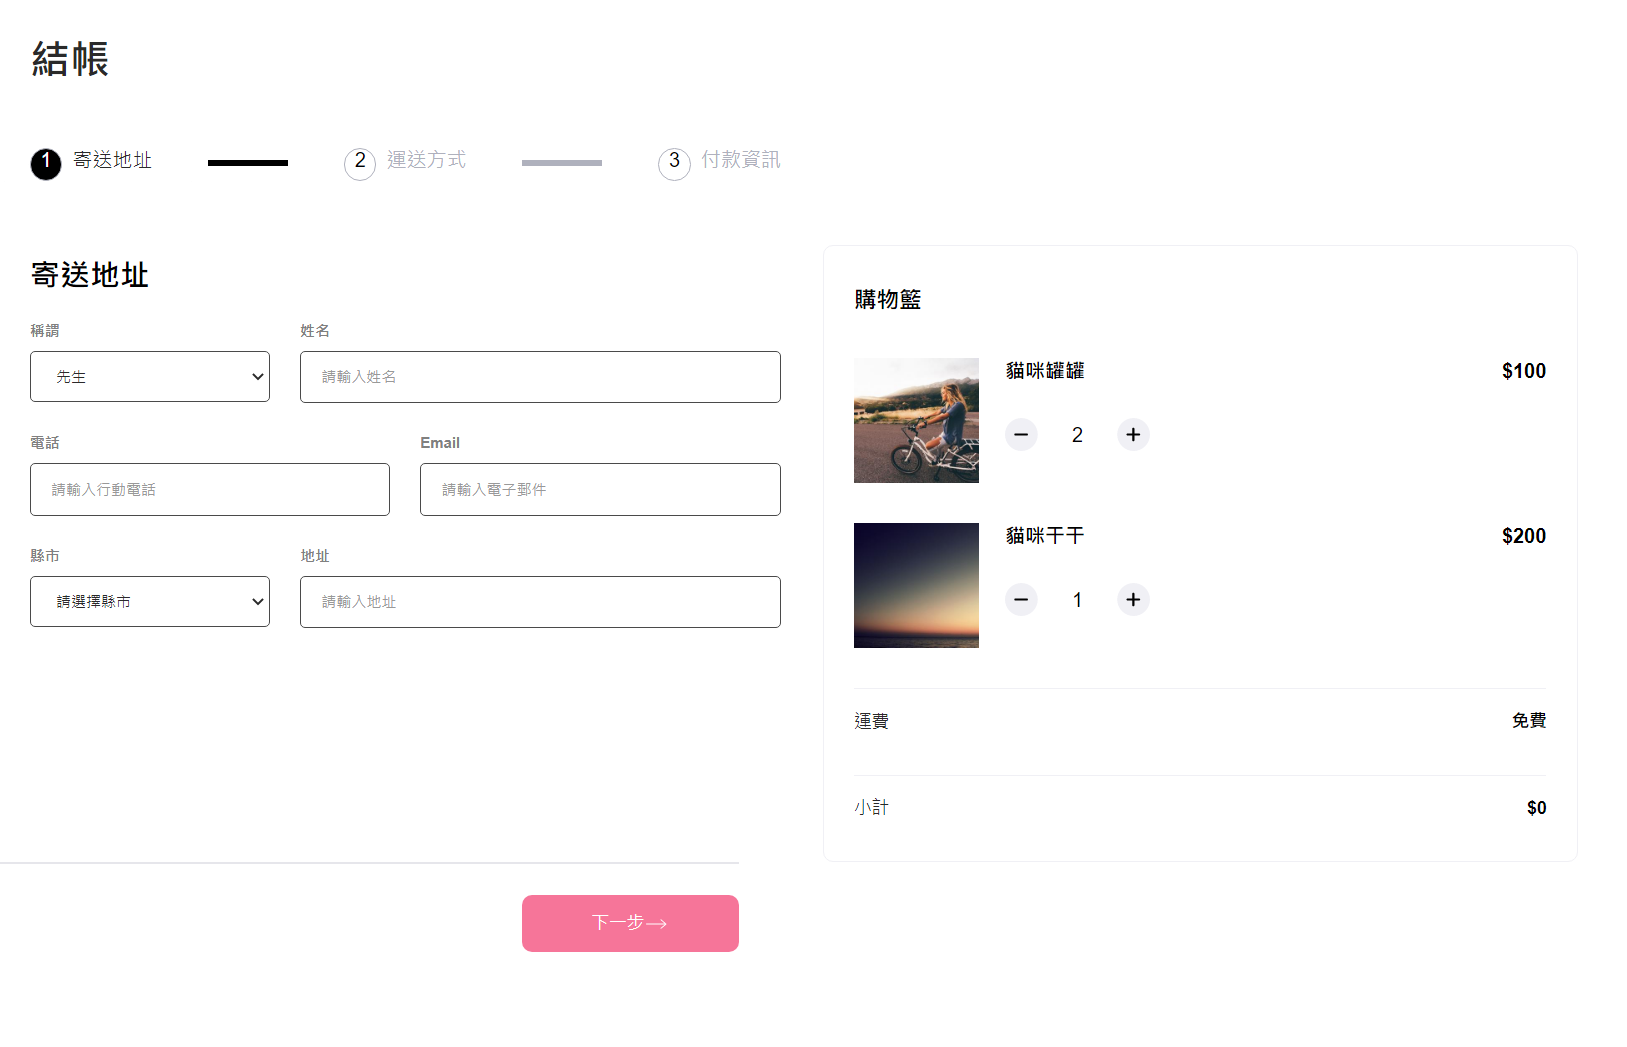 結帳
1 寄送地址 2 運送方式 3 付款資訊
寄送地址
稱謂 姓名
先生 請輸入姓名
電話 Email
請輸入行動電話 請輸入電子郵件
縣市 地址
請選擇縣市 請輸入地址
下一步→
購物籃
貓咪罐罐 $100
− 2 +
貓咪干干 $200
− 1 +
運費 免費
小計 $0